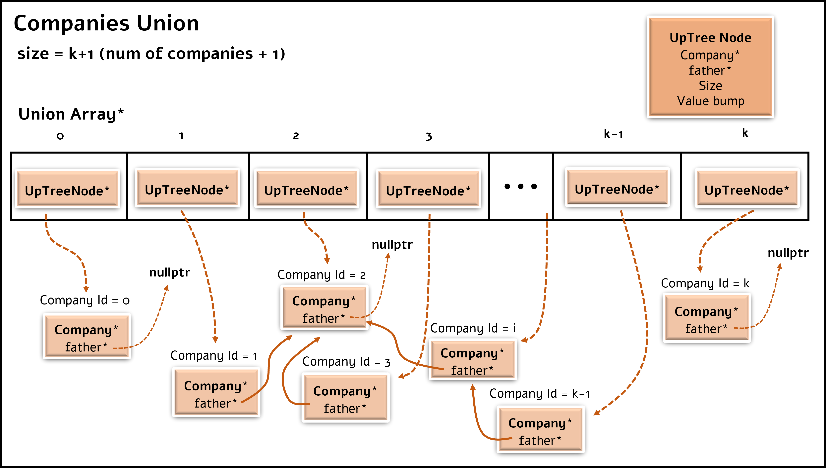 Companies Union
size = k+1 (num of companies + 1)
UpTree Node
Company*
father*
Size
Value bump
Union Array*
0 1 2 3 k-1 k
UpTreeNode* UpTreeNode* UpTreeNode* UpTreeNode* ••• UpTreeNode* UpTreeNode*
nullptr
Company Id = 2
Company*
father*
nullptr
Company Id = 0
Company*
father*
nullptr
Company Id = k
Company*
father*
Company Id = i
Company*
father*
Company Id = 1
Company*
father*
Company Id = 3
Company*
father*
Company Id = k-1
Company*
father*